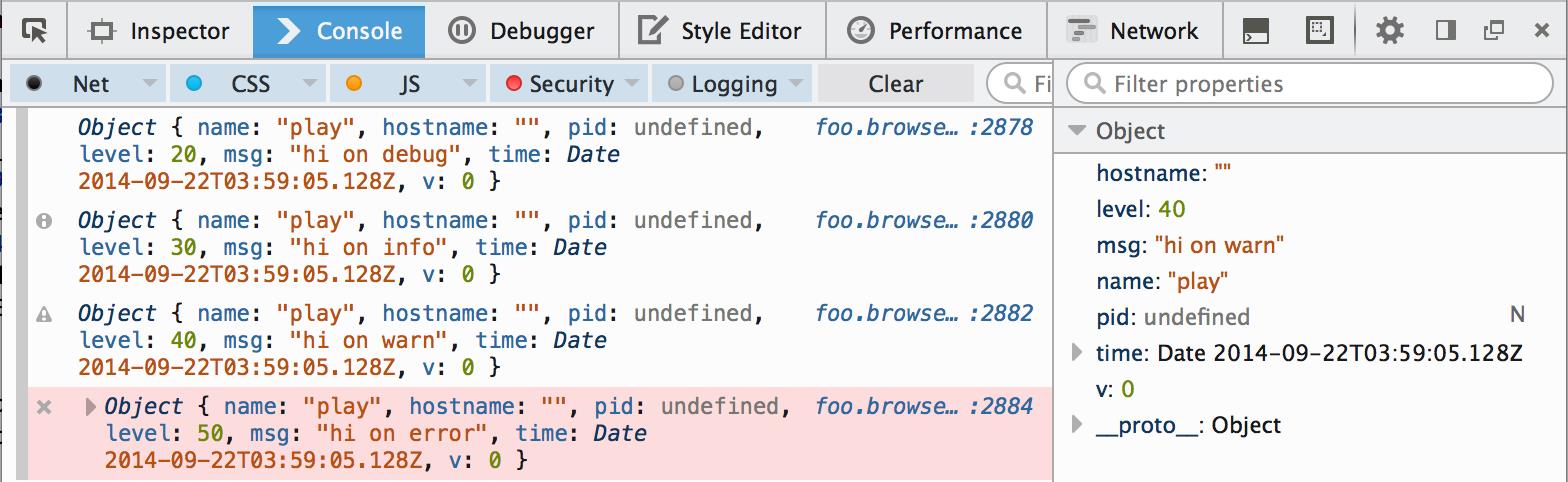 Inspector Console Debugger Style Editor Performance Network
Net CSS JS Security Logging Clear Fi Filter properties
Object { name: "play", hostname: "", pid: undefined, foo.browse… :2878
level: 20, msg: "hi on debug", time: Date
2014-09-22T03:59:05.128Z, v: 0 }
Object { name: "play", hostname: "", pid: undefined, foo.browse… :2880
level: 30, msg: "hi on info", time: Date
2014-09-22T03:59:05.128Z, v: 0 }
Object { name: "play", hostname: "", pid: undefined, foo.browse… :2882
level: 40, msg: "hi on warn", time: Date
2014-09-22T03:59:05.128Z, v: 0 }
Object { name: "play", hostname: "", pid: undefined, foo.browse… :2884
level: 50, msg: "hi on error", time: Date
2014-09-22T03:59:05.128Z, v: 0 }
Object
hostname: ""
level: 40
msg: "hi on warn"
name: "play"
pid: undefined N
time: Date 2014-09-22T03:59:05.128Z
v: 0
__proto__: Object